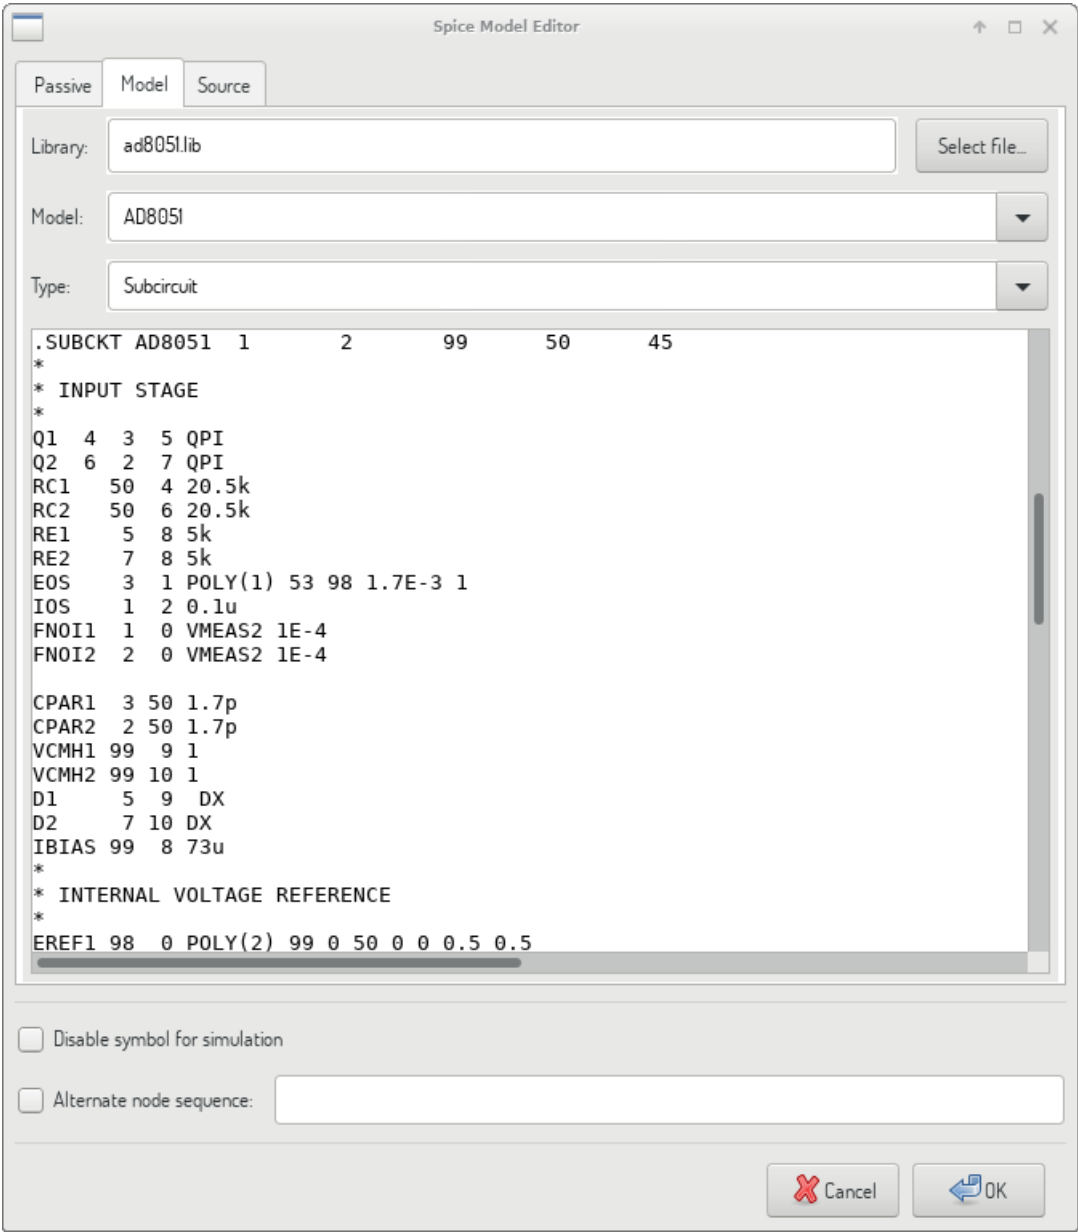 Spice Model Editor
Passive Model Source
Library: ad8051.lib Select file...
Model: AD8051
Type: Subcircuit
.SUBCKT AD8051  1       2       99      50      45
*
* INPUT STAGE
*
Q1  4  3  5 QPI
Q2  6  2  7 QPI
RC1   50  4 20.5k
RC2   50  6 20.5k
RE1    5  8 5k
RE2    7  8 5k
EOS    3  1 POLY(1) 53 98 1.7E-3 1
IOS    1  2 0.1u
FNOI1  1  0 VMEAS2 1E-4
FNOI2  2  0 VMEAS2 1E-4
CPAR1  3 50 1.7p
CPAR2  2 50 1.7p
VCMH1 99  9 1
VCMH2 99 10 1
D1     5  9  DX
D2     7 10 DX
IBIAS 99  8 73u
*
* INTERNAL VOLTAGE REFERENCE
*
EREF1 98  0 POLY(2) 99 0 50 0 0 0.5 0.5
Disable symbol for simulation
Alternate node sequence:
Cancel OK